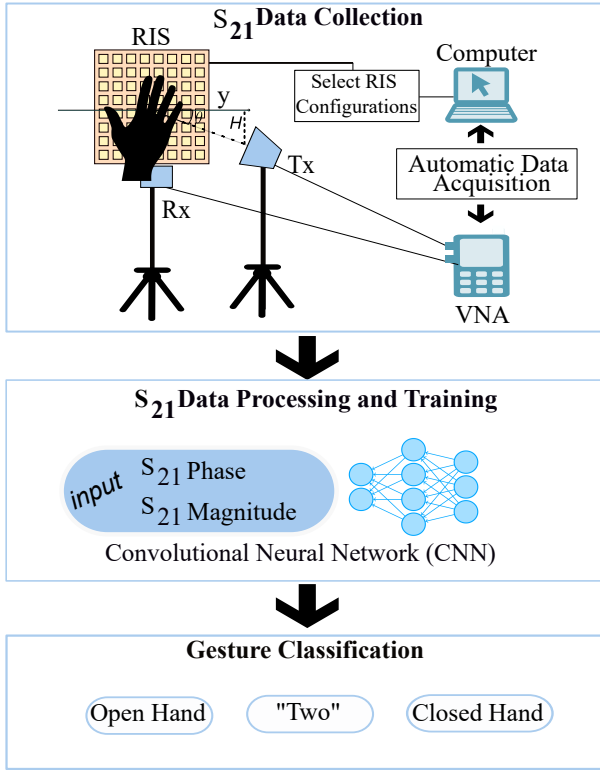 S21 Data Collection
RIS
Computer
Select RIS
Configurations
y
H
φ
Tx
Automatic Data
Acquisition
Rx
VNA
S21 Data Processing and Training
input
S21 Phase
S21 Magnitude
Convolutional Neural Network (CNN)
Gesture Classification
Open Hand
"Two"
Closed Hand